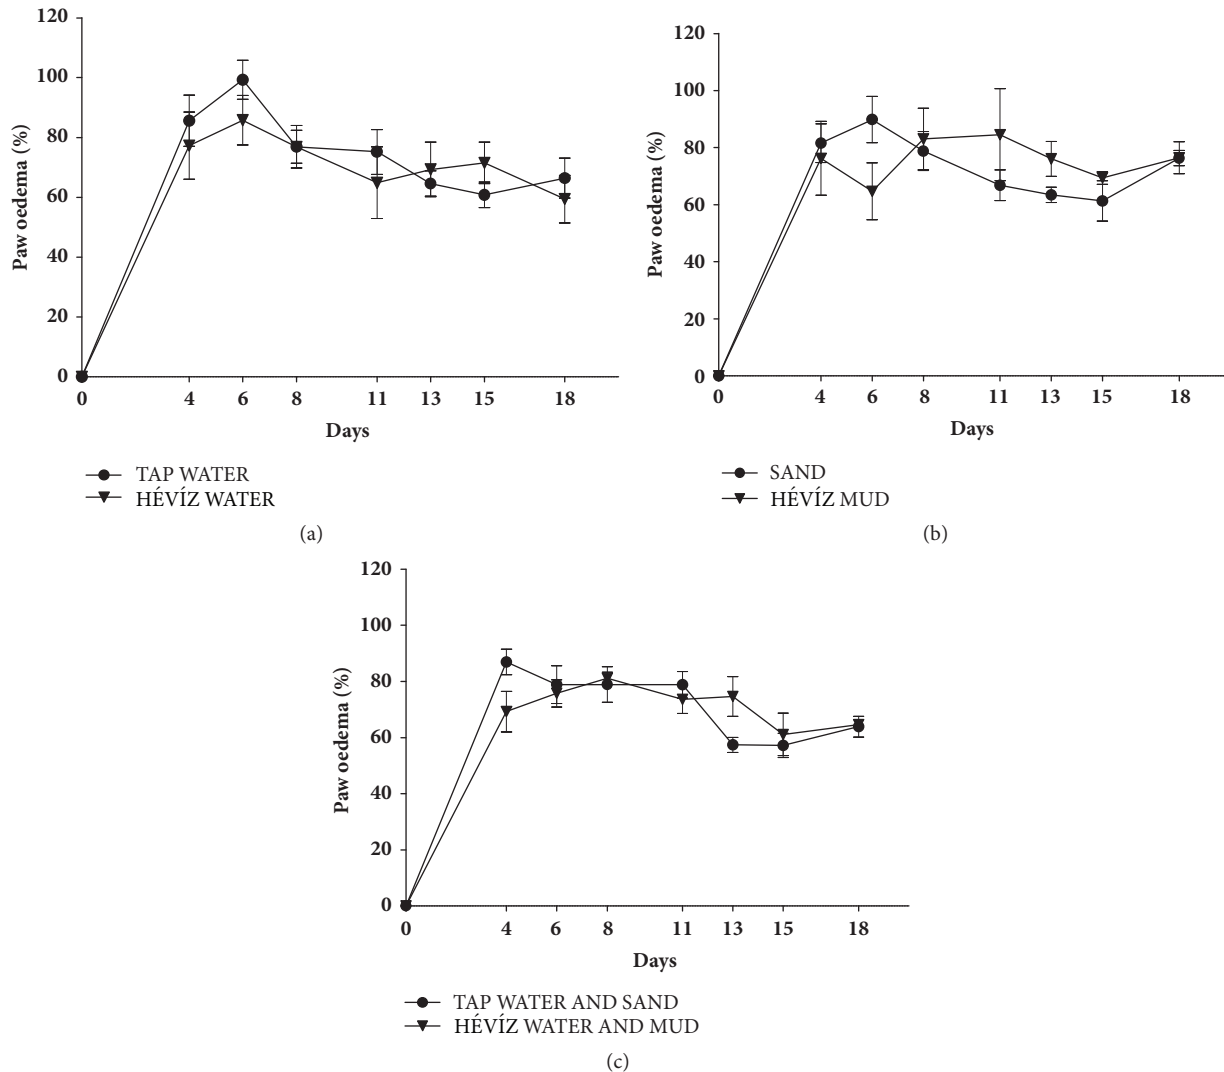 120
100
80
60
40
20
0
Paw oedema (%)
0 4 6 8 11 13 15 18
Days
TAP WATER
HÉVÍZ WATER
(a)
120
100
80
60
40
20
0
Paw oedema (%)
0 4 6 8 11 13 15 18
Days
SAND
HÉVÍZ MUD
(b)
120
100
80
60
40
20
0
Paw oedema (%)
0 4 6 8 11 13 15 18
Days
TAP WATER AND SAND
HÉVÍZ WATER AND MUD
(c)